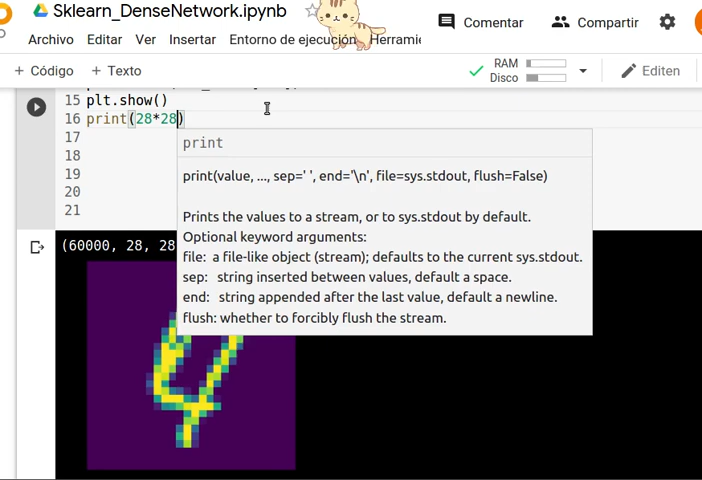 Sklearn_DenseNetwork.ipynb
Comentar
Compartir
Archivo Editar Ver Insertar Entorno de ejecución Herramie
+ Código + Texto
RAM
Disco
Editen
15 plt.show()
16 print(28*28)
17
18
19
20
21
print
print(value, ..., sep=' ', end='\n', file=sys.stdout, flush=False)
Prints the values to a stream, or to sys.stdout by default.
Optional keyword arguments:
file: a file-like object (stream); defaults to the current sys.stdout.
sep: string inserted between values, default a space.
end: string appended after the last value, default a newline.
flush: whether to forcibly flush the stream.
(60000, 28, 28